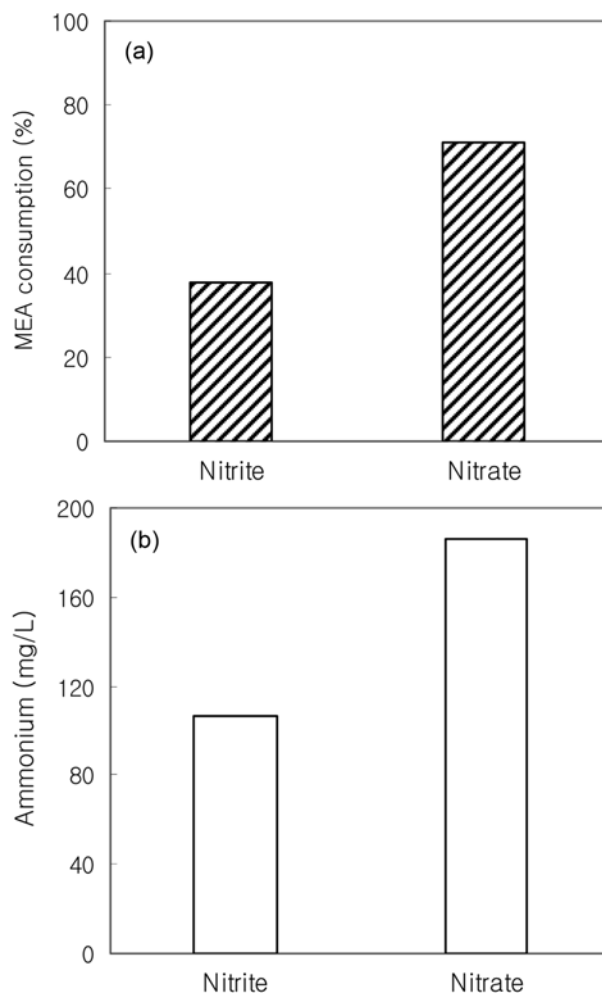 (a)
MEA consumption (%)
100
80
60
40
20
0
Nitrite Nitrate
(b)
Ammonium (mg/L)
200
160
120
80
40
0
Nitrite Nitrate